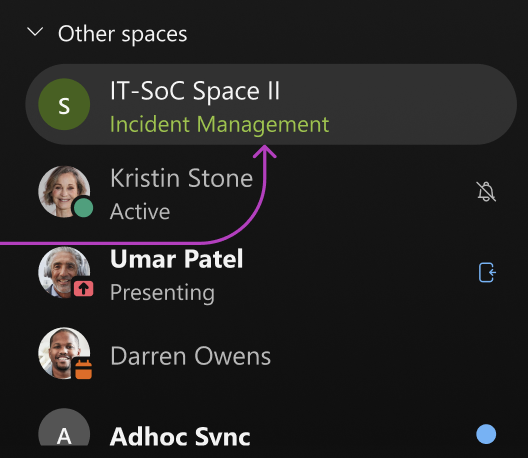 Other spaces
S
IT-SoC Space II
Incident Management
Kristin Stone
Active
Umar Patel
Presenting
Darren Owens
A
Adhoc Sync